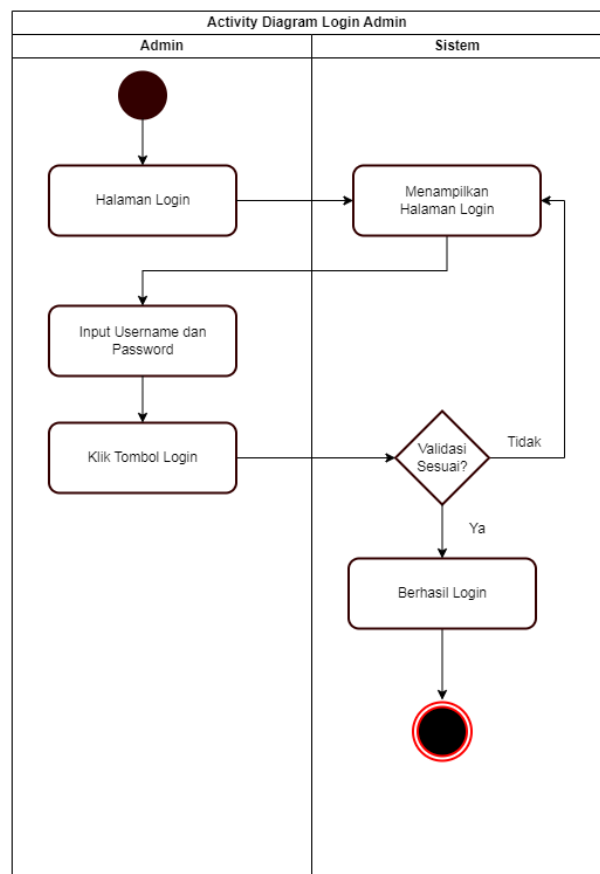 Activity Diagram Login Admin
Admin
Sistem
Halaman Login
Menampilkan
Halaman Login
Input Username dan
Password
Klik Tombol Login
Validasi
Sesuai?
Tidak
Ya
Berhasil Login